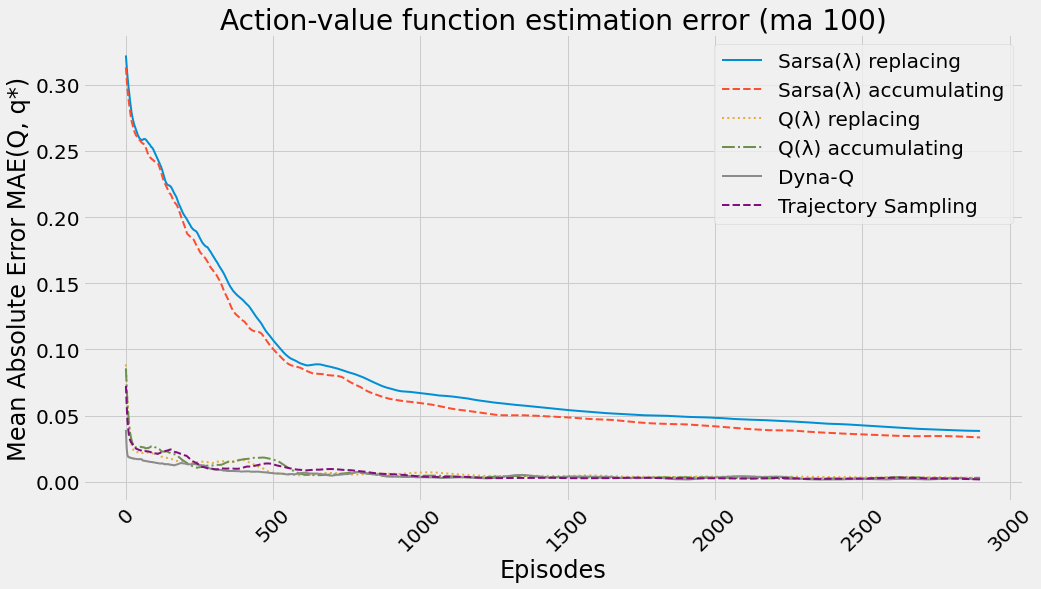 Action-value function estimation error (ma 100)
Mean Absolute Error MAE(Q, q*)
0.30
0.25
0.20
0.15
0.10
0.05
0.00
Sarsa(λ) replacing
Sarsa(λ) accumulating
Q(λ) replacing
Q(λ) accumulating
Dyna-Q
Trajectory Sampling
0
500
1000
1500
2000
2500
3000
Episodes